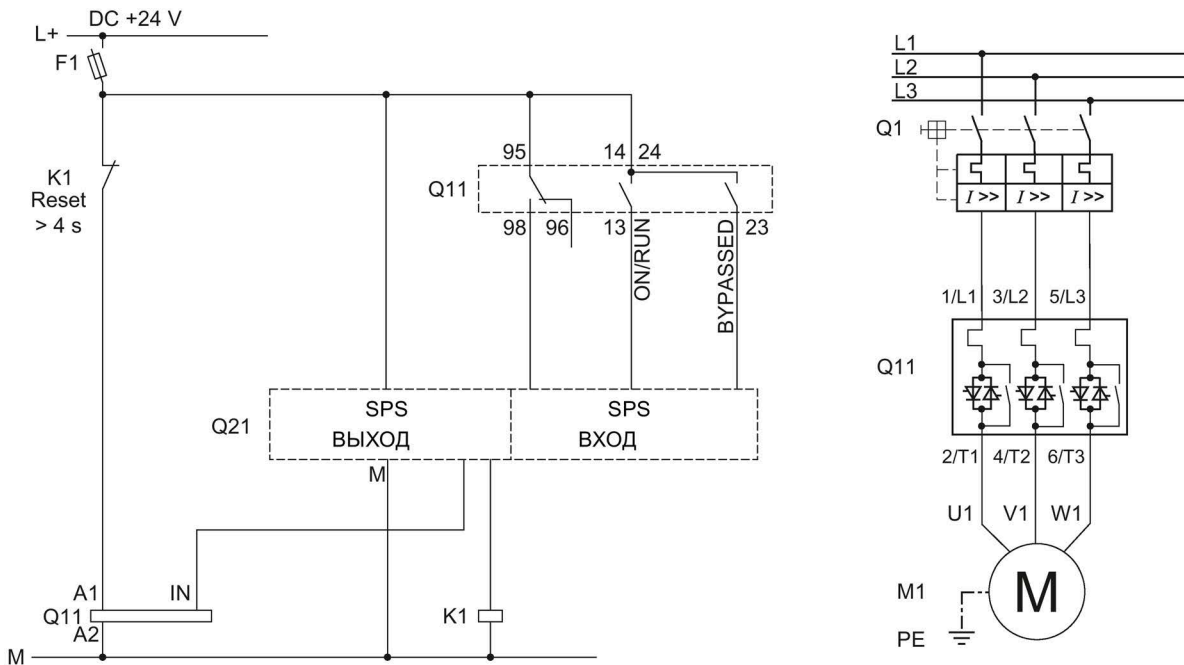 DC +24 V
L+
F1
K1
Reset
> 4 s
95
14
24
Q11
98
96
13
23
ON/RUN
BYPASSED
Q21
SPS
ВЫХОД
SPS
ВХОД
M
A1
IN
Q11
A2
K1
M
L1
L2
L3
Q1
I >>
I >>
I >>
1/L1
3/L2
5/L3
Q11
2/T1
4/T2
6/T3
U1
V1
W1
M1
M
PE